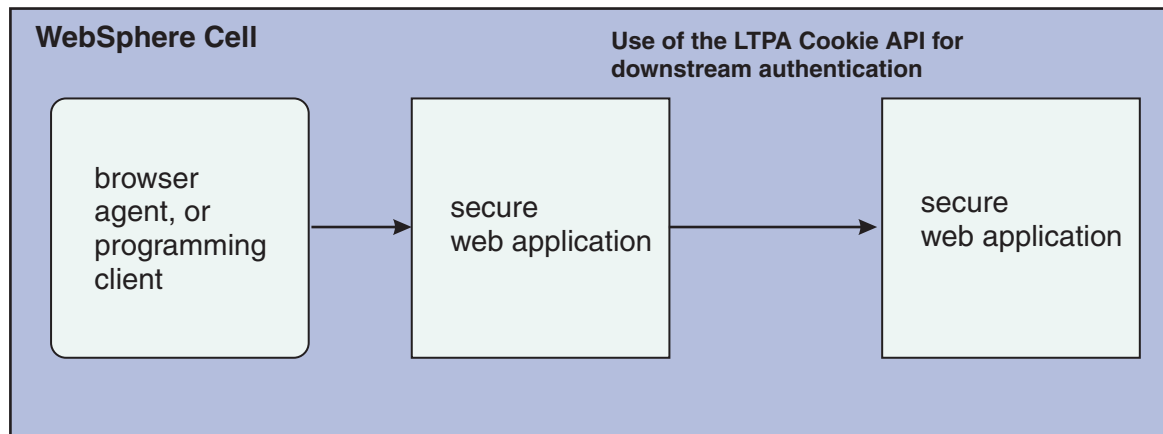 WebSphere Cell
Use of the LTPA Cookie API for
downstream authentication
browser
agent, or
programming
client
secure
web application
secure
web application